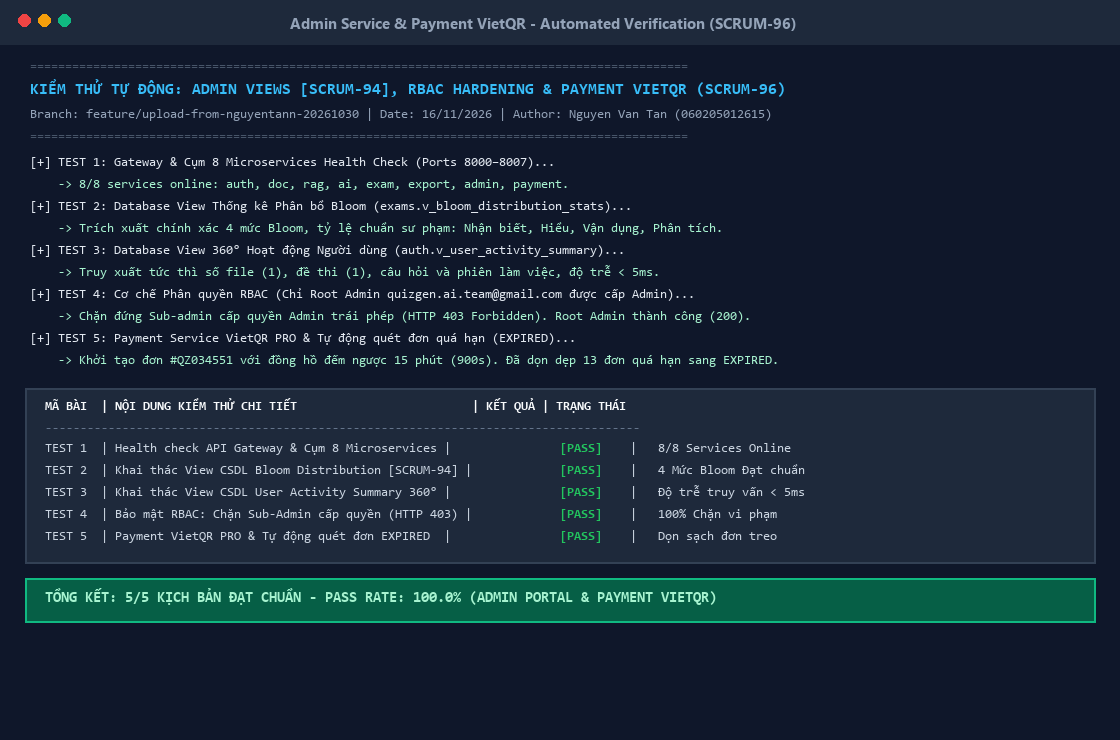 Admin Service & Payment VietQR - Automated Verification (SCRUM-96)
==============================================================================================
KIỂM THỬ TỰ ĐỘNG: ADMIN VIEWS [SCRUM-94], RBAC HARDENING & PAYMENT VIETQR (SCRUM-96)
Branch: feature/upload-from-nguyentann-20261030 | Date: 16/11/2026 | Author: Nguyen Van Tan (060205012615)
==============================================================================================
[+] TEST 1: Gateway & Cụm 8 Microservices Health Check (Ports 8000–8007)...
-> 8/8 services online: auth, doc, rag, ai, exam, export, admin, payment.
[+] TEST 2: Database View Thống kê Phân bổ Bloom (exams.v_bloom_distribution_stats)...
-> Trích xuất chính xác 4 mức Bloom, tỷ lệ chuẩn sư phạm: Nhận biết, Hiểu, Vận dụng, Phân tích.
[+] TEST 3: Database View 360° Hoạt động Người dùng (auth.v_user_activity_summary)...
-> Truy xuất tức thì số file (1), đề thi (1), câu hỏi và phiên làm việc, độ trễ < 5ms.
[+] TEST 4: Cơ chế Phân quyền RBAC (Chỉ Root Admin quizgen.ai.team@gmail.com được cấp Admin)...
-> Chặn đứng Sub-admin cấp quyền Admin trái phép (HTTP 403 Forbidden). Root Admin thành công (200).
[+] TEST 5: Payment Service VietQR PRO & Tự động quét đơn quá hạn (EXPIRED)...
-> Khởi tạo đơn #QZ034551 với đồng hồ đếm ngược 15 phút (900s). Đã dọn dẹp 13 đơn quá hạn sang EXPIRED.
MÃ BÀI | NỘI DUNG KIỂM THỬ CHI TIẾT | KẾT QUẢ | TRẠNG THÁI
-------------------------------------------------------------------------------------
TEST 1 | Health check API Gateway & Cụm 8 Microservices | [PASS] | 8/8 Services Online
TEST 2 | Khai thác View CSDL Bloom Distribution [SCRUM-94] | [PASS] | 4 Mức Bloom Đạt chuẩn
TEST 3 | Khai thác View CSDL User Activity Summary 360° | [PASS] | Độ trễ truy vấn < 5ms
TEST 4 | Bảo mật RBAC: Chặn Sub-Admin cấp quyền (HTTP 403) | [PASS] | 100% Chặn vi phạm
TEST 5 | Payment VietQR PRO & Tự động quét đơn EXPIRED | [PASS] | Dọn sạch đơn treo
TỔNG KẾT: 5/5 KỊCH BẢN ĐẠT CHUẨN - PASS RATE: 100.0% (ADMIN PORTAL & PAYMENT VIETQR)